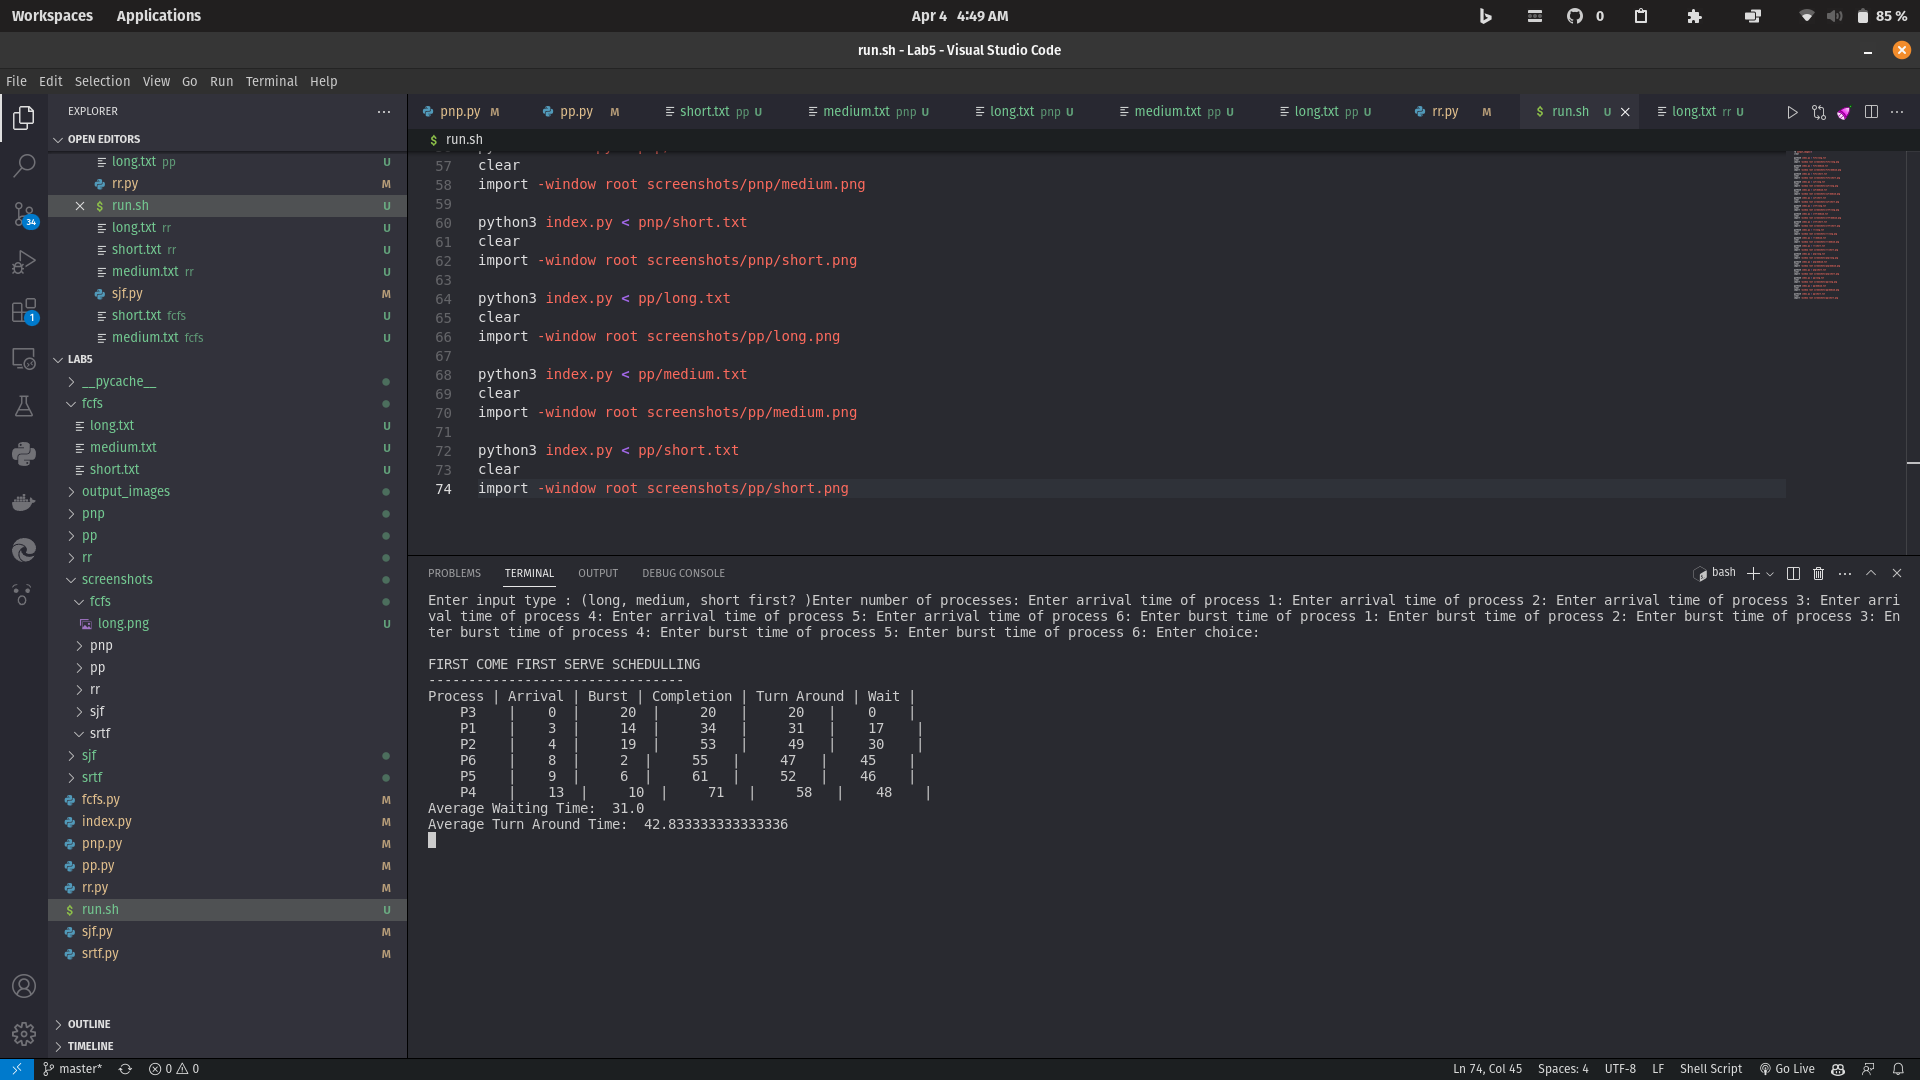 Workspaces Applications Apr 4 4:49 AM 0 85 %
run.sh - Lab5 - Visual Studio Code
File Edit Selection View Go Run Terminal Help
EXPLORER
OPEN EDITORS
long.txt pp U
rr.py M
run.sh U
long.txt rr U
short.txt rr U
medium.txt rr U
sjf.py M
short.txt fcfs U
medium.txt fcfs U
LAB5
__pycache__
fcfs
long.txt U
medium.txt U
short.txt U
output_images
pnp
pp
rr
screenshots
fcfs
long.png U
pnp
pp
rr
sjf
srtf
sjf
srtf
fcfs.py M
index.py M
pnp.py M
pp.py M
rr.py M
run.sh U
sjf.py M
srtf.py M
OUTLINE
TIMELINE
34
1
pnp.py M pp.py M short.txt pp U medium.txt pnp U long.txt pnp U medium.txt pp U long.txt pp U rr.py M run.sh U long.txt rr U
$ run.sh
57 clear
58 import -window root screenshots/pnp/medium.png
59
60 python3 index.py < pnp/short.txt
61 clear
62 import -window root screenshots/pnp/short.png
63
64 python3 index.py < pp/long.txt
65 clear
66 import -window root screenshots/pp/long.png
67
68 python3 index.py < pp/medium.txt
69 clear
70 import -window root screenshots/pp/medium.png
71
72 python3 index.py < pp/short.txt
73 clear
74 import -window root screenshots/pp/short.png
PROBLEMS TERMINAL OUTPUT DEBUG CONSOLE bash
Enter input type : (long, medium, short first? )Enter number of processes: Enter arrival time of process 1: Enter arrival time of process 2: Enter arrival time of process 3: Enter arri
val time of process 4: Enter arrival time of process 5: Enter arrival time of process 6: Enter burst time of process 1: Enter burst time of process 2: Enter burst time of process 3: En
ter burst time of process 4: Enter burst time of process 5: Enter burst time of process 6: Enter choice:
FIRST COME FIRST SERVE SCHEDULLING
--------------------------------
Process | Arrival | Burst | Completion | Turn Around | Wait |
P3 | 0 | 20 | 20 | 20 | 0 |
P1 | 3 | 14 | 34 | 31 | 17 |
P2 | 4 | 19 | 53 | 49 | 30 |
P6 | 8 | 2 | 55 | 47 | 45 |
P5 | 9 | 6 | 61 | 52 | 46 |
P4 | 13 | 10 | 71 | 58 | 48 |
Average Waiting Time: 31.0
Average Turn Around Time: 42.833333333333336
master* 0 0 Ln 74, Col 45 Spaces: 4 UTF-8 LF Shell Script Go Live